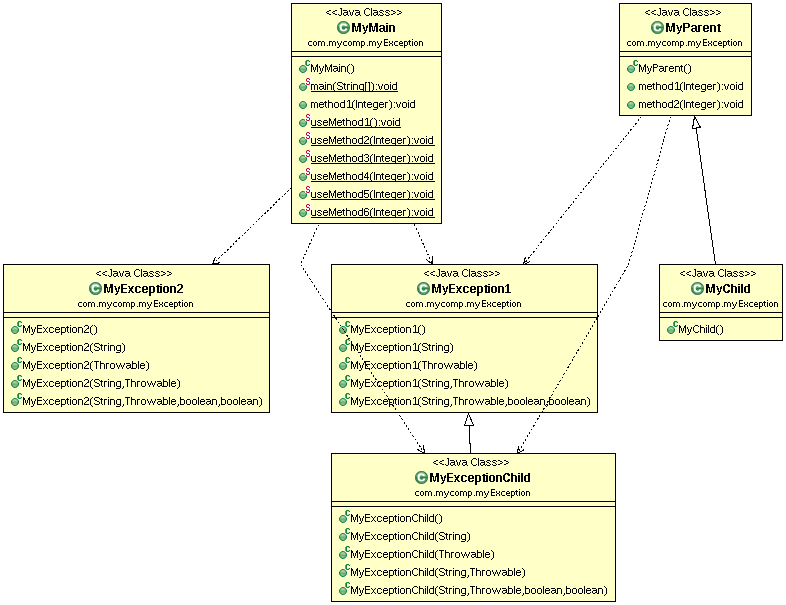 <<Java Class>>
MyMain
com.mycomp.myException
MyMain()
main(String[]):void
method1(Integer):void
useMethod1():void
useMethod2(Integer):void
useMethod3(Integer):void
useMethod4(Integer):void
useMethod5(Integer):void
useMethod6(Integer):void
<<Java Class>>
MyParent
com.mycomp.myException
MyParent()
method1(Integer):void
method2(Integer):void
<<Java Class>>
MyException2
com.mycomp.myException
MyException2()
MyException2(String)
MyException2(Throwable)
MyException2(String,Throwable)
MyException2(String,Throwable,boolean,boolean)
<<Java Class>>
MyException1
com.mycomp.myException
MyException1()
MyException1(String)
MyException1(Throwable)
MyException1(String,Throwable)
MyException1(String,Throwable,boolean,boolean)
<<Java Class>>
MyChild
com.mycomp.myException
MyChild()
<<Java Class>>
MyExceptionChild
com.mycomp.myException
MyExceptionChild()
MyExceptionChild(String)
MyExceptionChild(Throwable)
MyExceptionChild(String,Throwable)
MyExceptionChild(String,Throwable,boolean,boolean)